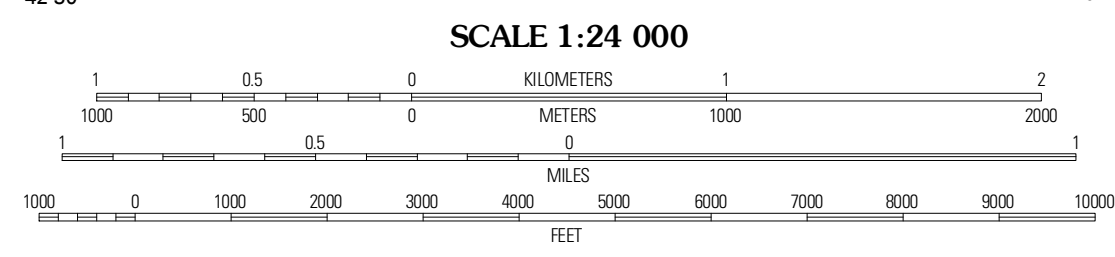 SCALE 1:24 000
1 0.5 0 KILOMETERS 1 2
1000 500 0 METERS 1000 2000
1 0.5 0 1
MILES
1000 0 1000 2000 3000 4000 5000 6000 7000 8000 9000 10000
FEET